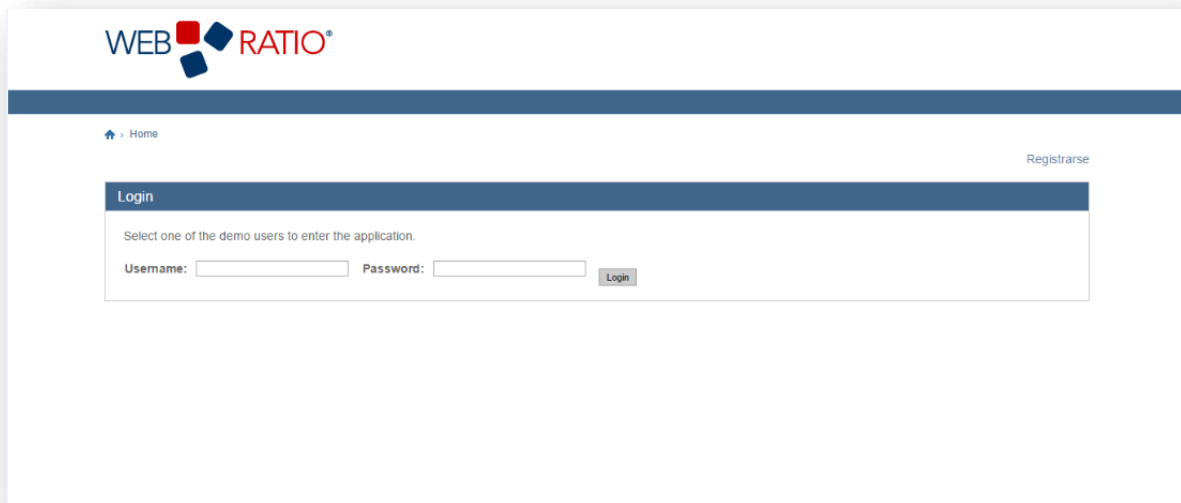 WEB RATIO®
› Home
Registrarse
Login
Select one of the demo users to enter the application.
Username: Password: Login